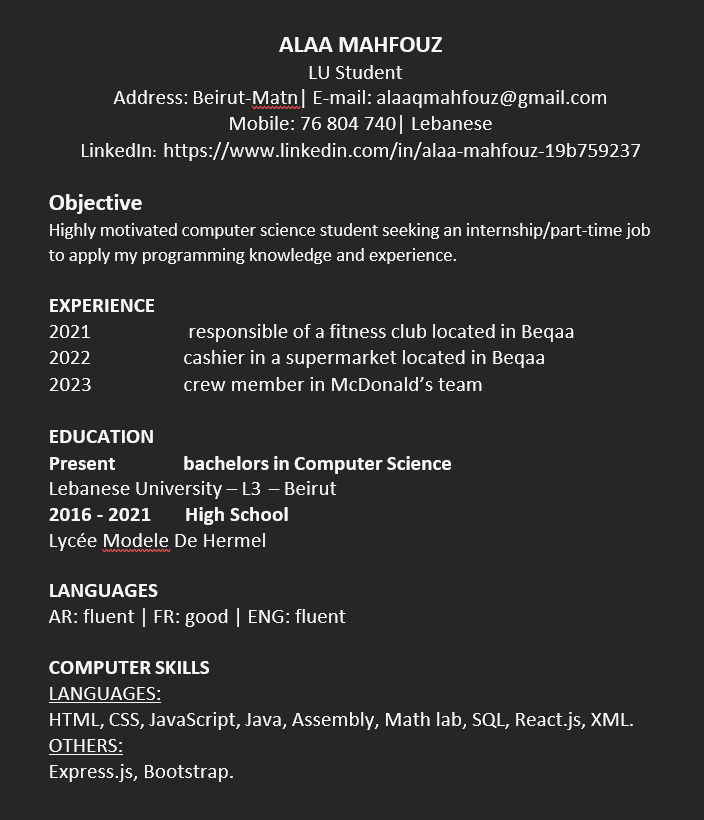 ALAA MAHFOUZ
LU Student
Address: Beirut-Matn| E-mail: alaaqmahfouz@gmail.com
Mobile: 76 804 740| Lebanese
LinkedIn: https://www.linkedin.com/in/alaa-mahfouz-19b759237
Objective
Highly motivated computer science student seeking an internship/part-time job
to apply my programming knowledge and experience.
EXPERIENCE
2021 responsible of a fitness club located in Beqaa
2022 cashier in a supermarket located in Beqaa
2023 crew member in McDonald’s team
EDUCATION
Present bachelors in Computer Science
Lebanese University – L3 – Beirut
2016 - 2021 High School
Lycée Modele De Hermel
LANGUAGES
AR: fluent | FR: good | ENG: fluent
COMPUTER SKILLS
LANGUAGES:
HTML, CSS, JavaScript, Java, Assembly, Math lab, SQL, React.js, XML.
OTHERS:
Express.js, Bootstrap.